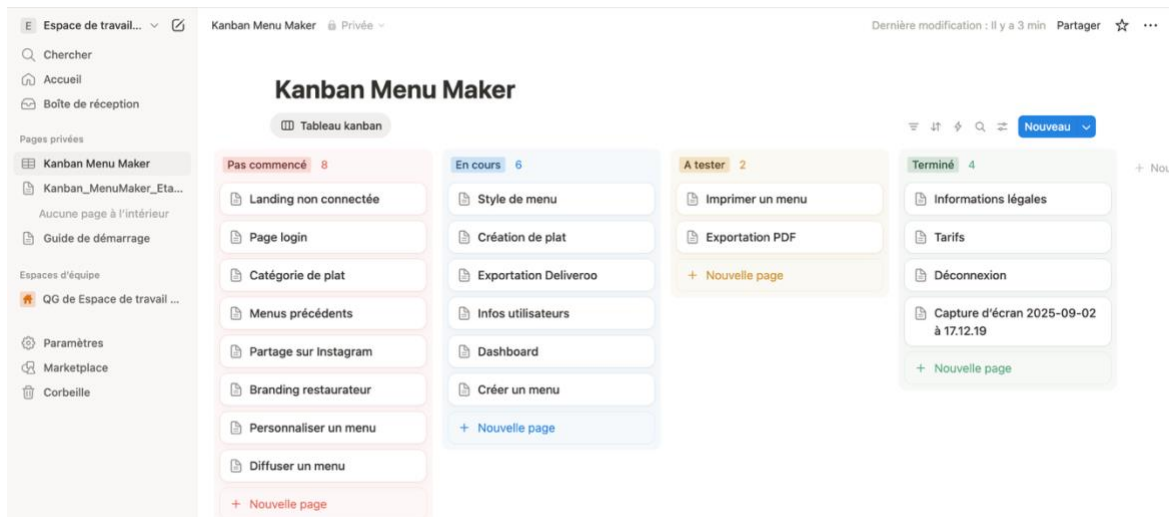 E Espace de travail...
Chercher
Accueil
Boîte de réception
Pages privées
Kanban Menu Maker
Kanban_MenuMaker_Eta...
Aucune page à l'intérieur
Guide de démarrage
Espaces d'équipe
QG de Espace de travail ...
Paramètres
Marketplace
Corbeille
Kanban Menu Maker Privée
Dernière modification : Il y a 3 min Partager
Kanban Menu Maker
Tableau kanban
Nouveau
Pas commencé 8
Landing non connectée
Page login
Catégorie de plat
Menus précédents
Partage sur Instagram
Branding restaurateur
Personnaliser un menu
Diffuser un menu
+ Nouvelle page
En cours 6
Style de menu
Création de plat
Exportation Deliveroo
Infos utilisateurs
Dashboard
Créer un menu
+ Nouvelle page
A tester 2
Imprimer un menu
Exportation PDF
+ Nouvelle page
Terminé 4
Informations légales
Tarifs
Déconnexion
Capture d'écran 2025-09-02
à 17.12.19
+ Nouvelle page
+ Nou